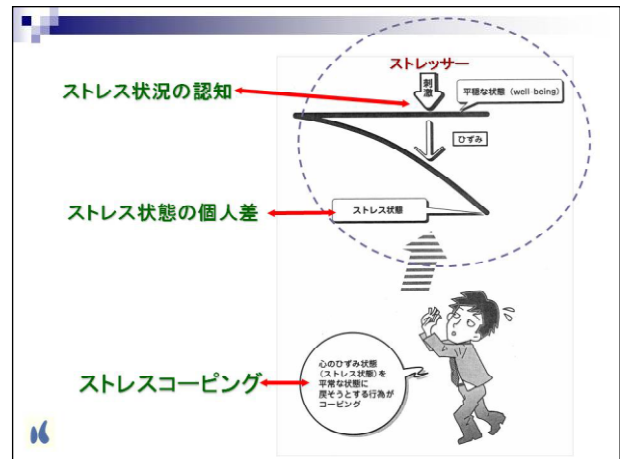 ストレッサー
刺激
ストレス状況の認知
平穏な状態（well being）
ひずみ
ストレス状態の個人差
ストレス状態
ストレスコーピング
心のひずみ状態
（ストレス状態）を
平常な状態に
戻そうとする行為が
コーピング